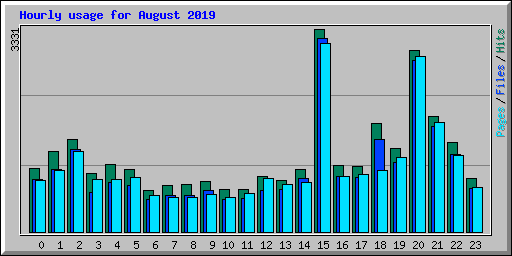 Hourly usage for August 2019
3331
Pages / Files / Hits
0 1 2 3 4 5 6 7 8 9 10 11 12 13 14 15 16 17 18 19 20 21 22 23